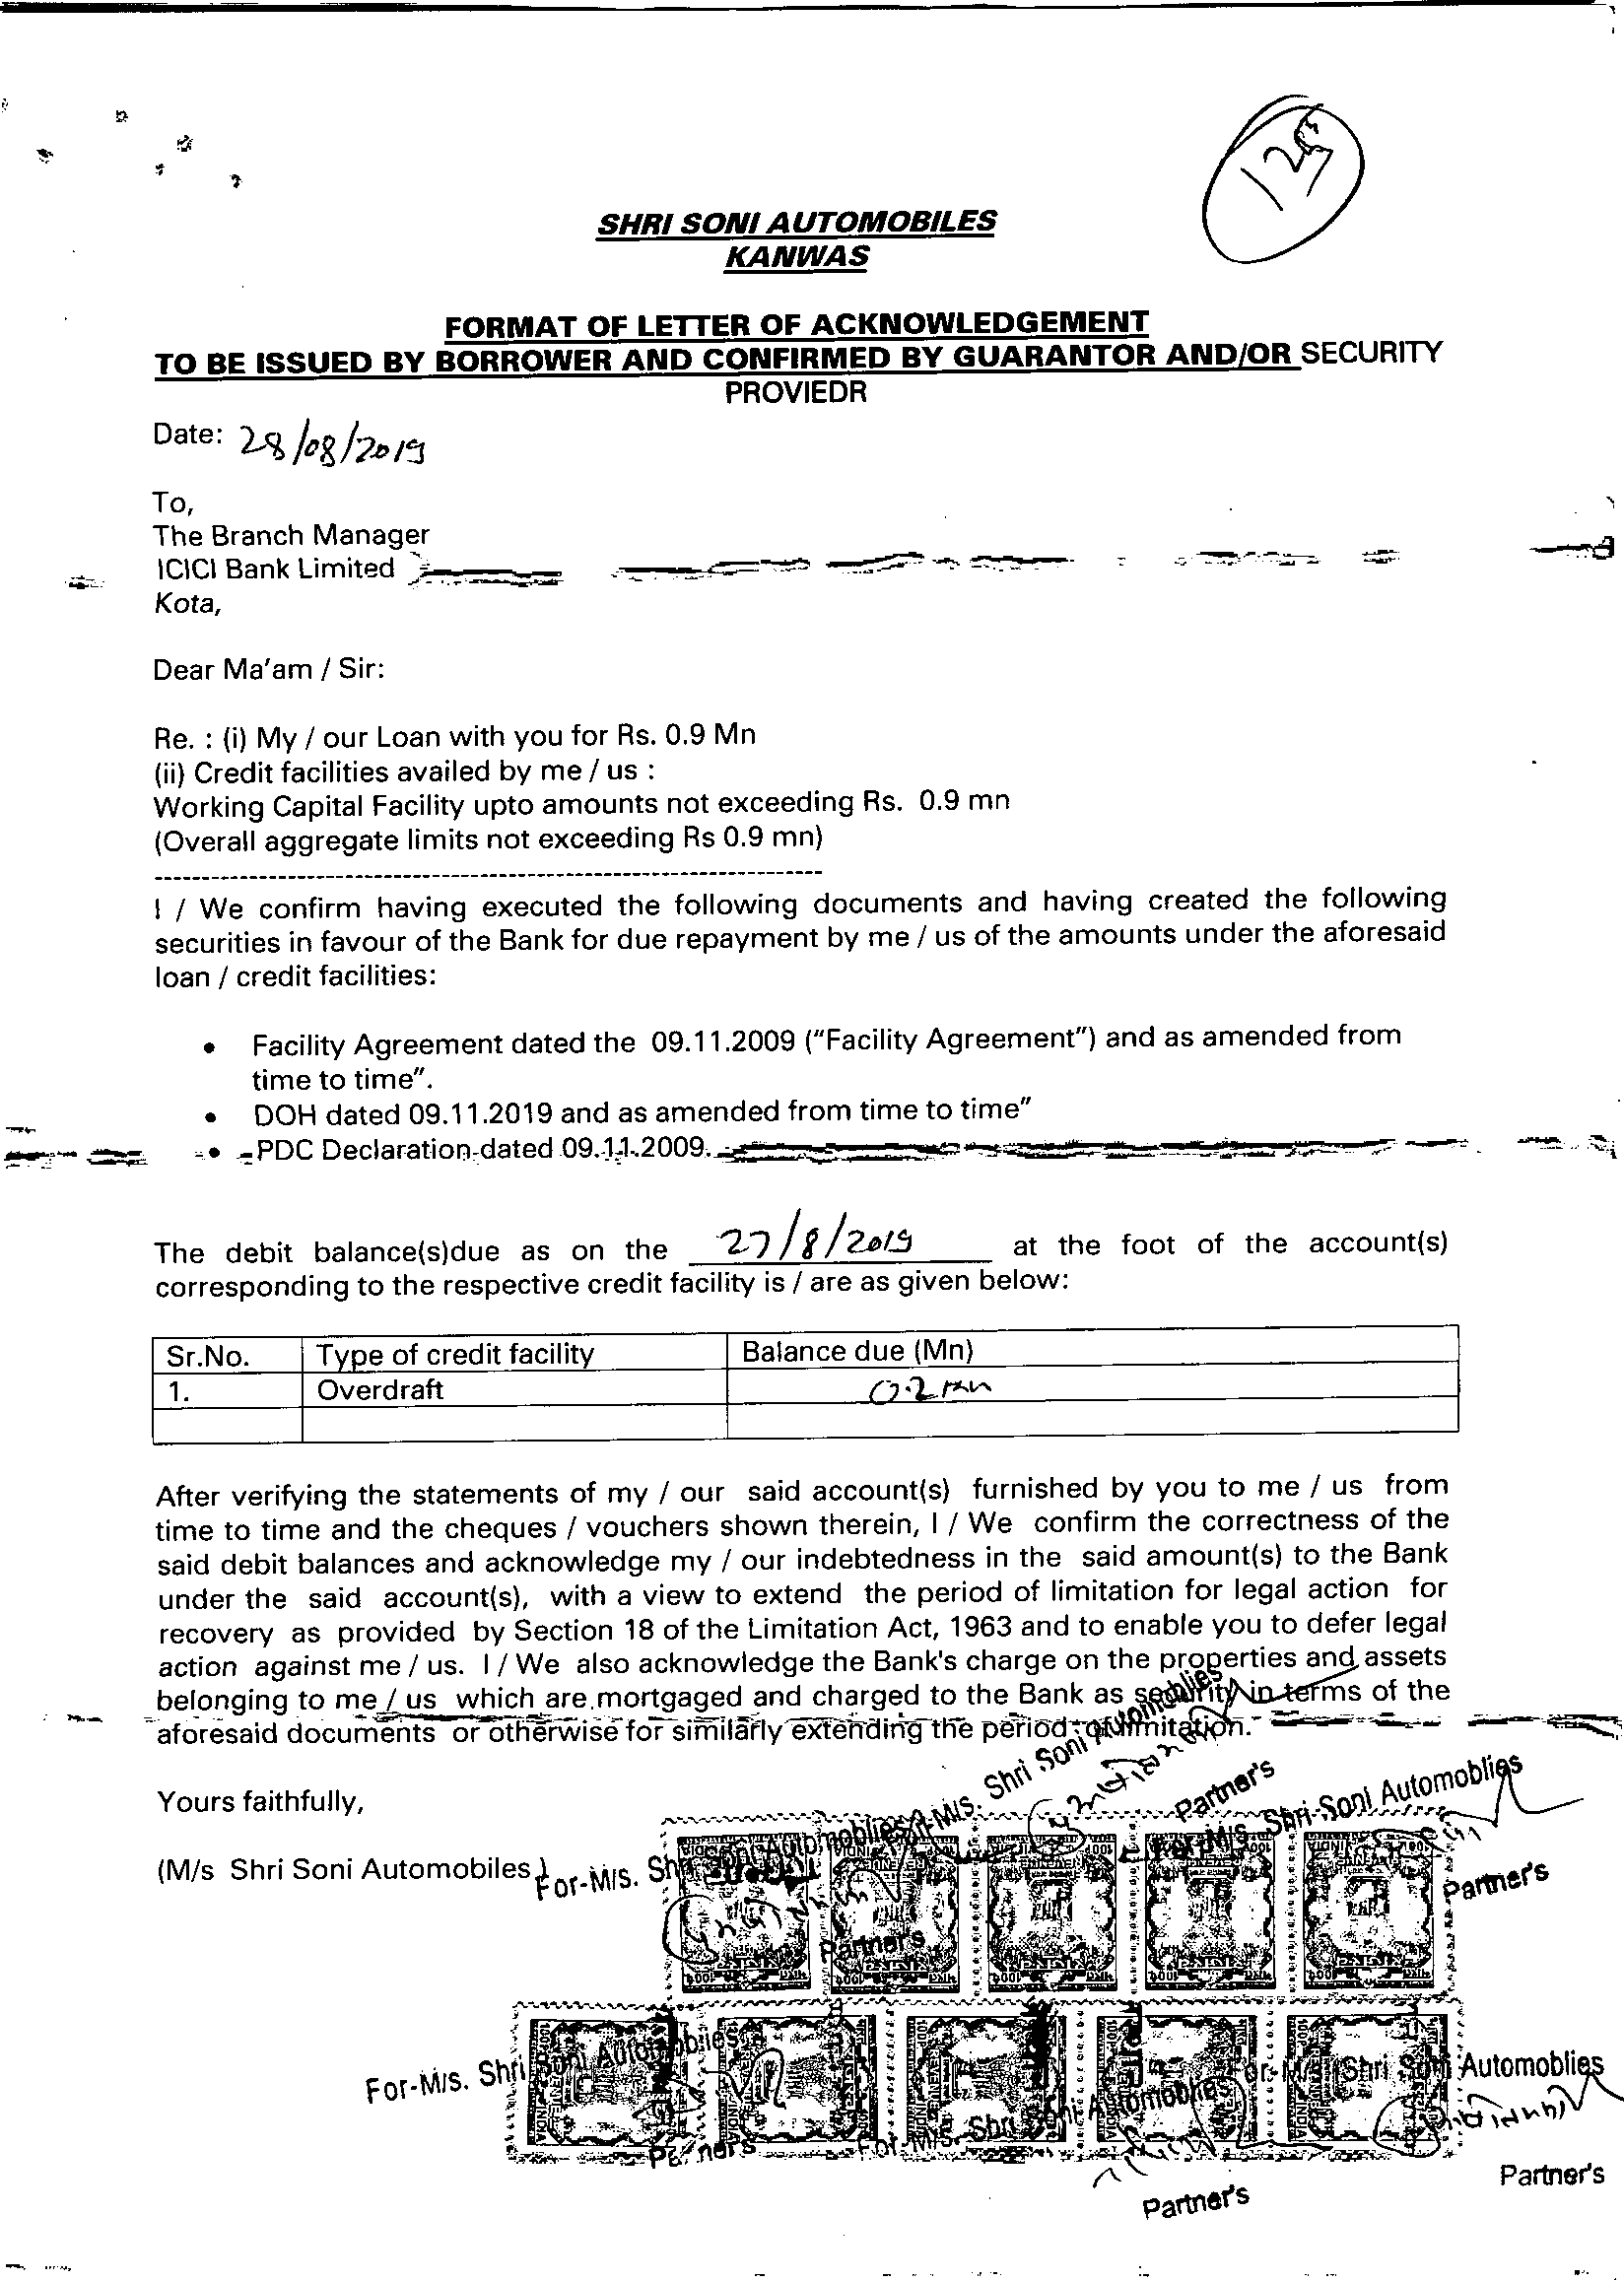 SHRI SONI AUTOMOBILES
KANWAS
FORMAT OF LETTER OF ACKNOWLEDGEMENT
TO BE ISSUED BY BORROWER AND CONFIRMED BY GUARANTOR AND/OR SECURITY
PROVIEDR
Date: 28/08/2019
To,
The Branch Manager
ICICI Bank Limited
Kota,
Dear Ma'am / Sir:
Re. : (i) My / our Loan with you for Rs. 0.9 Mn
(ii) Credit facilities availed by me / us :
Working Capital Facility upto amounts not exceeding Rs. 0.9 mn
(Overall aggregate limits not exceeding Rs 0.9 mn)
I / We confirm having executed the following documents and having created the following
securities in favour of the Bank for due repayment by me / us of the amounts under the aforesaid
loan / credit facilities:
• Facility Agreement dated the 09.11.2009 ("Facility Agreement") and as amended from
time to time".
• DOH dated 09.11.2019 and as amended from time to time"
• PDC Declaration dated 09.11.2009.
The debit balance(s)due as on the 27/8/2019 at the foot of the account(s)
corresponding to the respective credit facility is / are as given below:
Sr.No. Type of credit facility Balance due (Mn)
1. Overdraft 0.2 mn
After verifying the statements of my / our said account(s) furnished by you to me / us from
time to time and the cheques / vouchers shown therein, I / We confirm the correctness of the
said debit balances and acknowledge my / our indebtedness in the said amount(s) to the Bank
under the said account(s), with a view to extend the period of limitation for legal action for
recovery as provided by Section 18 of the Limitation Act, 1963 and to enable you to defer legal
action against me / us. I / We also acknowledge the Bank's charge on the properties and assets
belonging to me / us which are mortgaged and charged to the Bank as security in terms of the
aforesaid documents or otherwise for similarly extending the period of limitation.
Yours faithfully,
(M/s Shri Soni Automobiles)
For-M/s. Shri Soni Automoblies
Partner's
For-M/s. Shri Soni Automoblies
Partner's
For-M/s. Shri Soni Automoblies
Partner's
For-M/s. Shri Soni Automoblies
Partner's
For-M/s. Shri Soni Automoblies
Partner's
For-M/s. Shri Soni Automoblies
Partner's